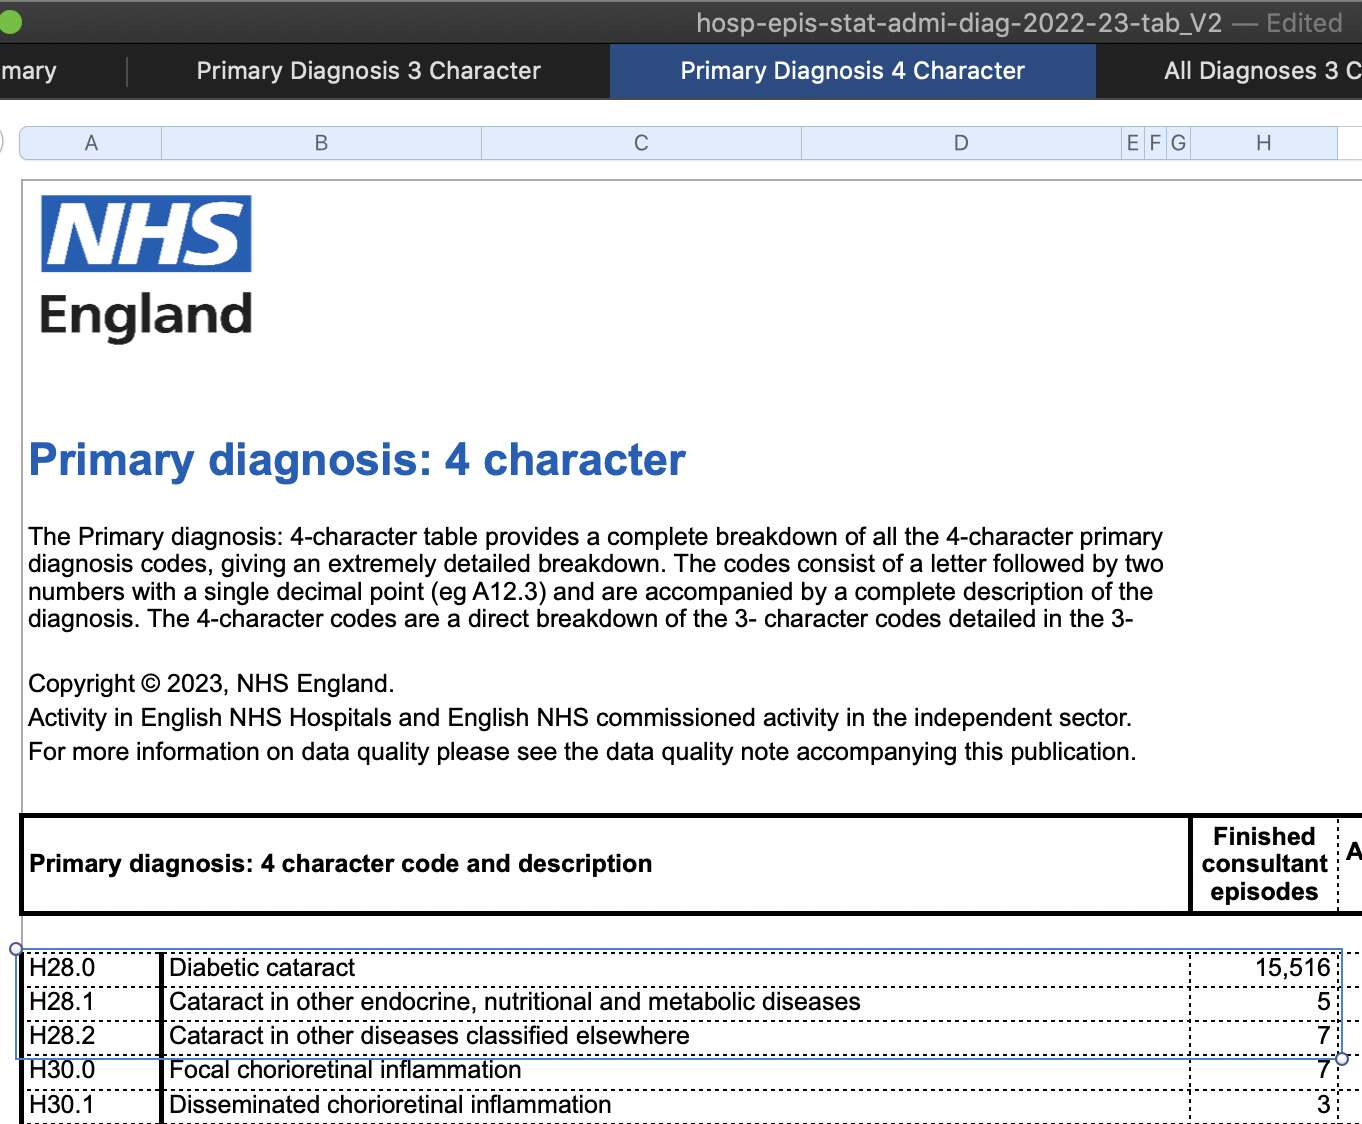 hosp-epis-stat-admi-diag-2022-23-tab_V2 — Edited
mary Primary Diagnosis 3 Character Primary Diagnosis 4 Character All Diagnoses 3 C
A B C D E F G H
NHS
England
Primary diagnosis: 4 character
The Primary diagnosis: 4-character table provides a complete breakdown of all the 4-character primary
diagnosis codes, giving an extremely detailed breakdown. The codes consist of a letter followed by two
numbers with a single decimal point (eg A12.3) and are accompanied by a complete description of the
diagnosis. The 4-character codes are a direct breakdown of the 3- character codes detailed in the 3-
Copyright © 2023, NHS England.
Activity in English NHS Hospitals and English NHS commissioned activity in the independent sector.
For more information on data quality please see the data quality note accompanying this publication.
Primary diagnosis: 4 character code and description
Finished
consultant
episodes
A
H28.0 Diabetic cataract 15,516
H28.1 Cataract in other endocrine, nutritional and metabolic diseases 5
H28.2 Cataract in other diseases classified elsewhere 7
H30.0 Focal chorioretinal inflammation 7
H30.1 Disseminated chorioretinal inflammation 3